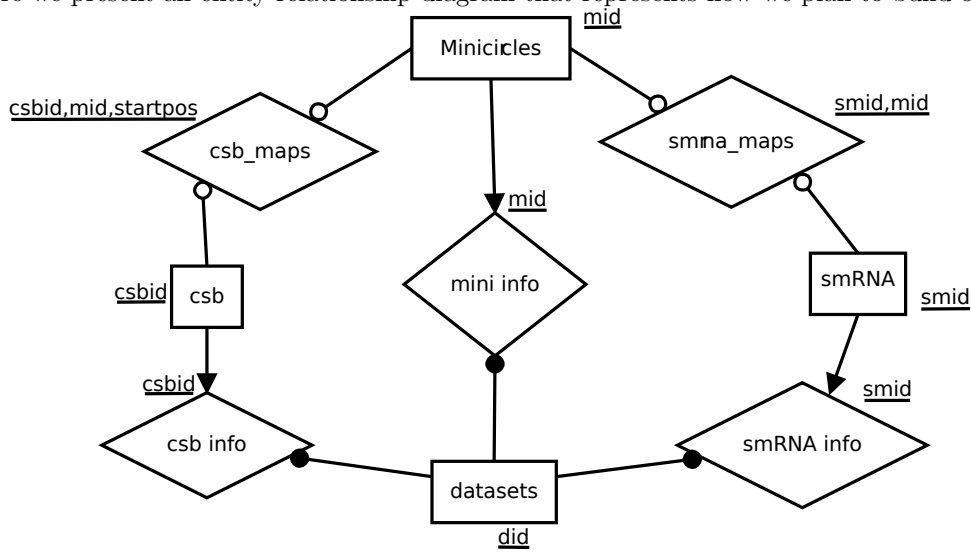 mid
Minicircles
csbid,mid,startpos
smid,mid
csb_maps
smrna_maps
mid
csbid
csb
mini info
smRNA
smid
csbid
smid
csb info
smRNA info
datasets
did